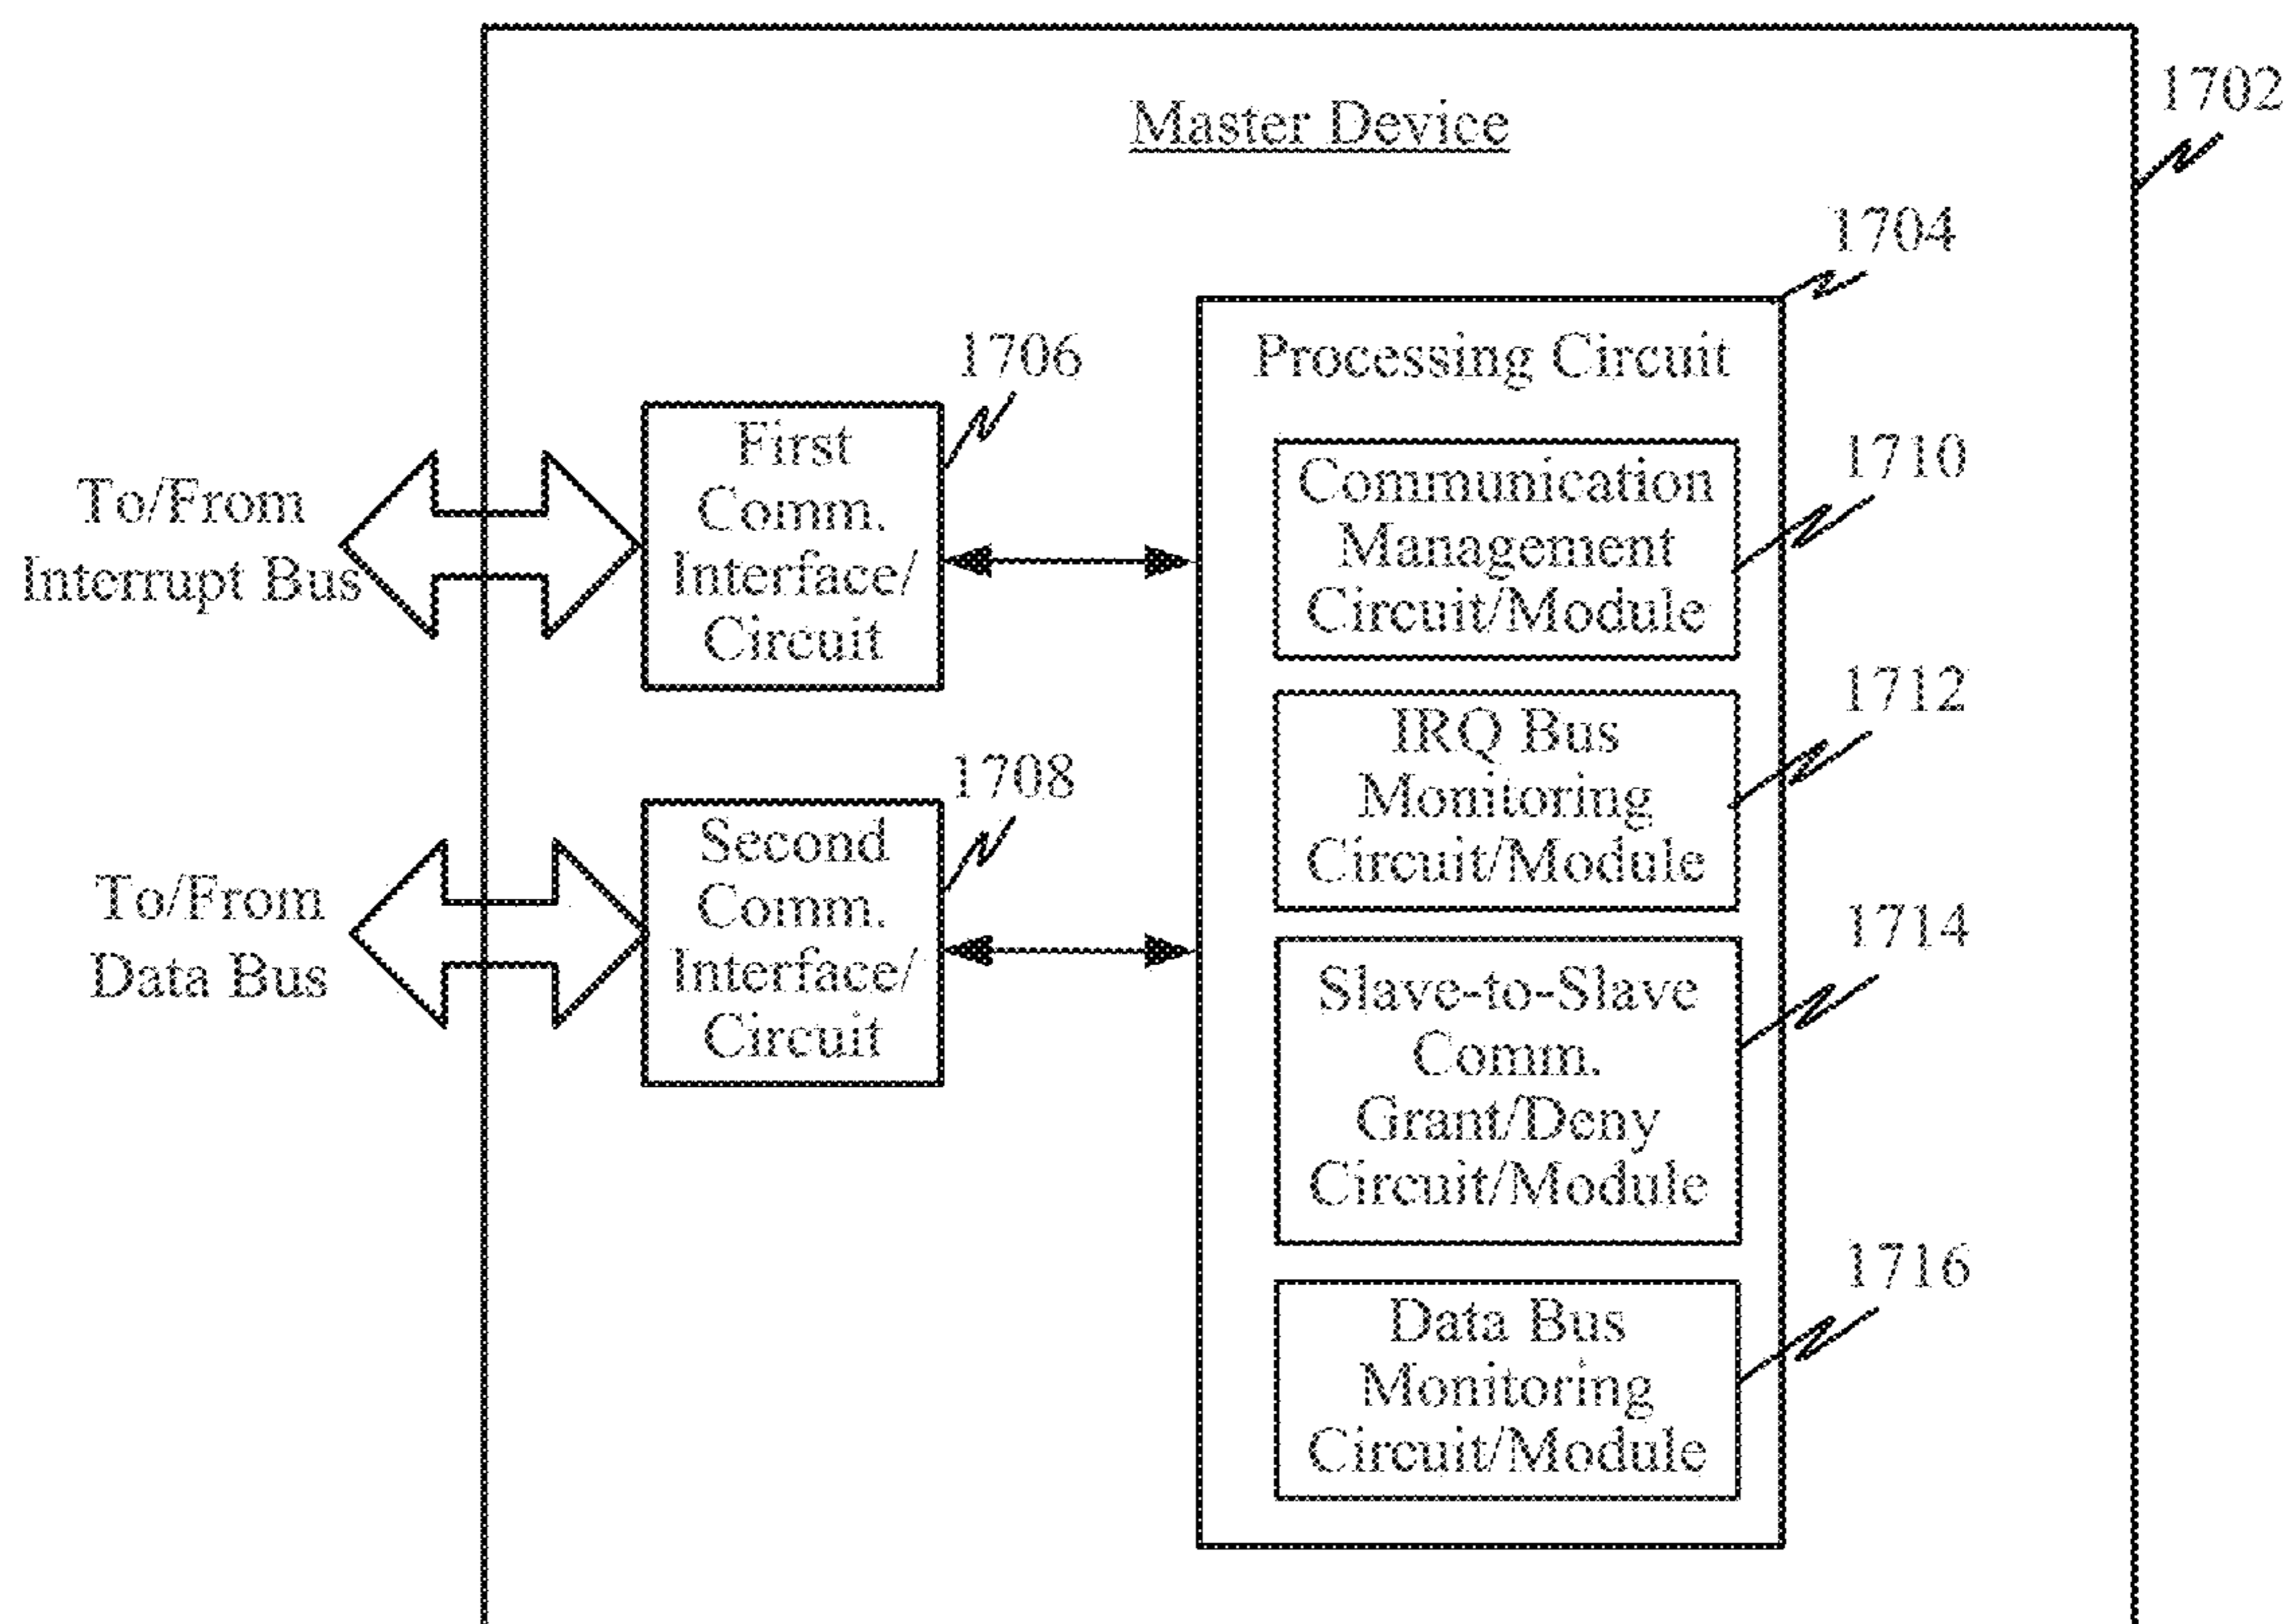 Master Device
1702
1704
Processing Circuit
1706
First
Comm.
Interface/
Circuit
To/From
Interrupt Bus
Communication
Management
Circuit/Module
1710
IRQ Bus
Monitoring
Circuit/Module
1712
1708
Second
Comm.
Interface/
Circuit
To/From
Data Bus
Slave-to-Slave
Comm.
Grant/Deny
Circuit/Module
1714
Data Bus
Monitoring
Circuit/Module
1716